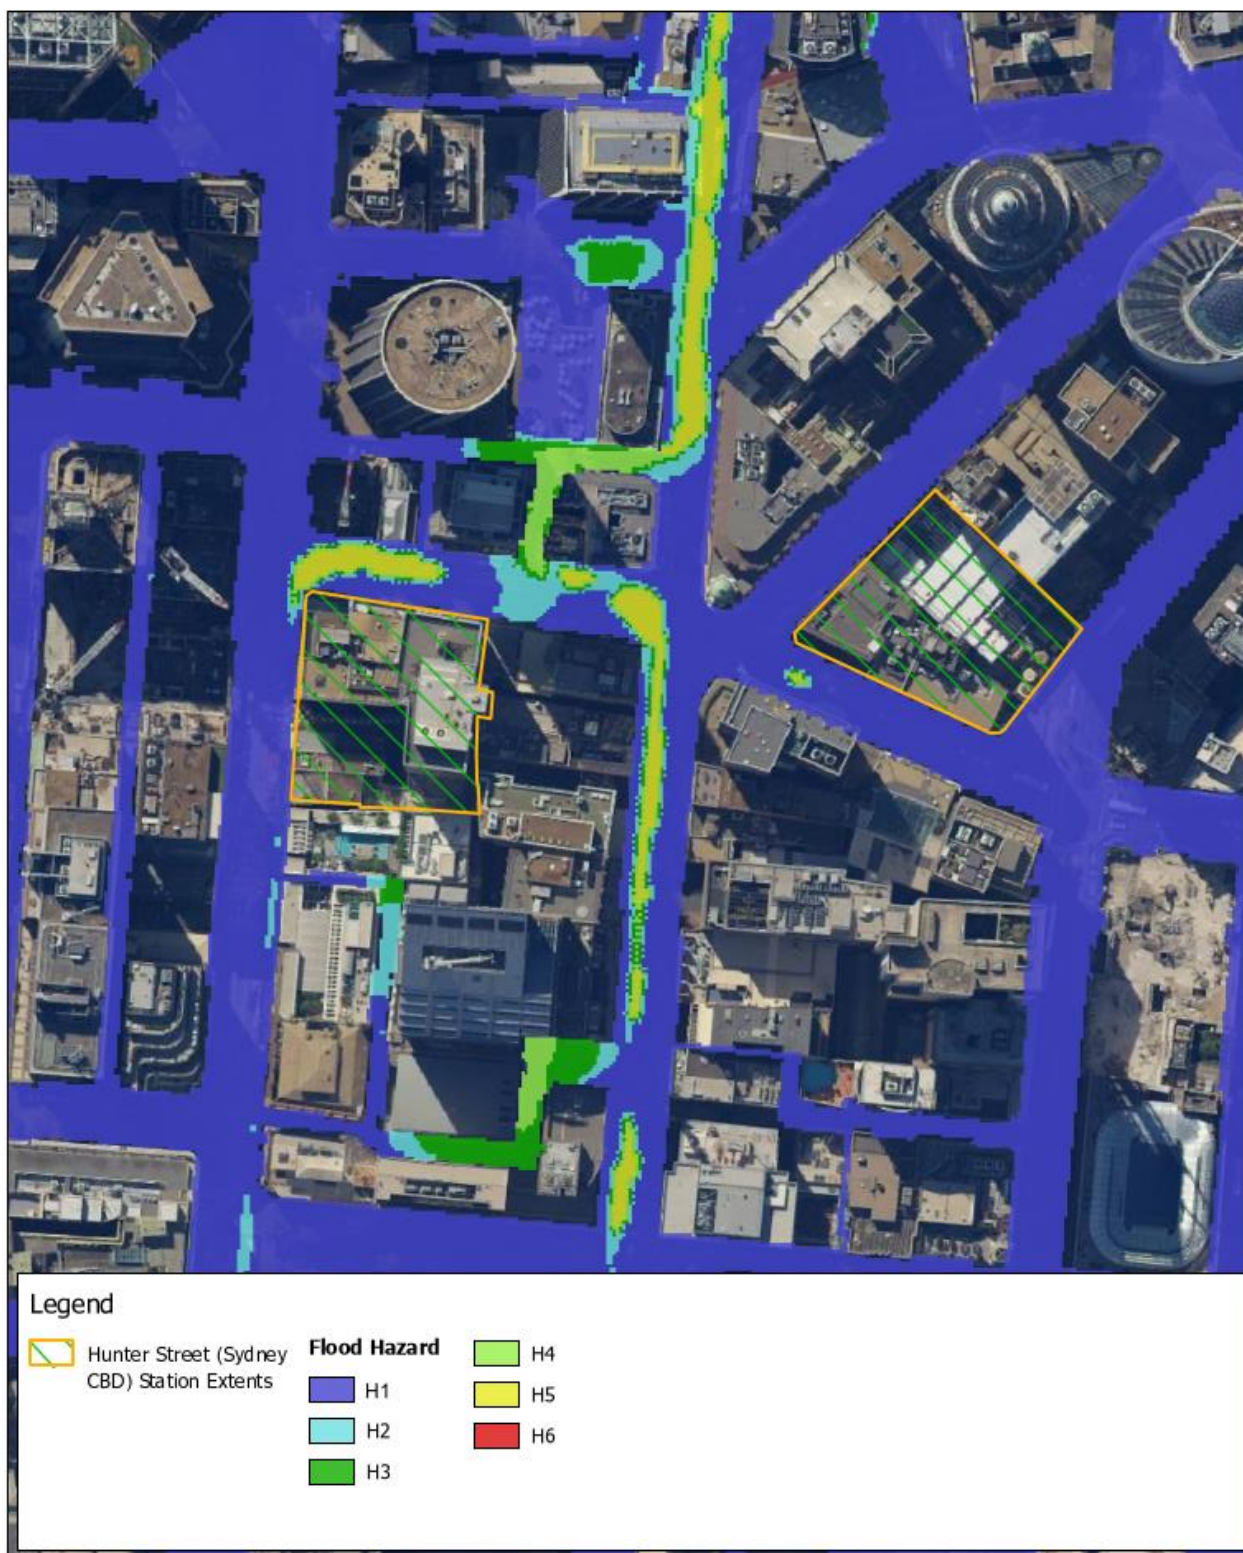 Legend
Hunter Street (Sydney
CBD) Station Extents
Flood Hazard
H1
H2
H3
H4
H5
H6